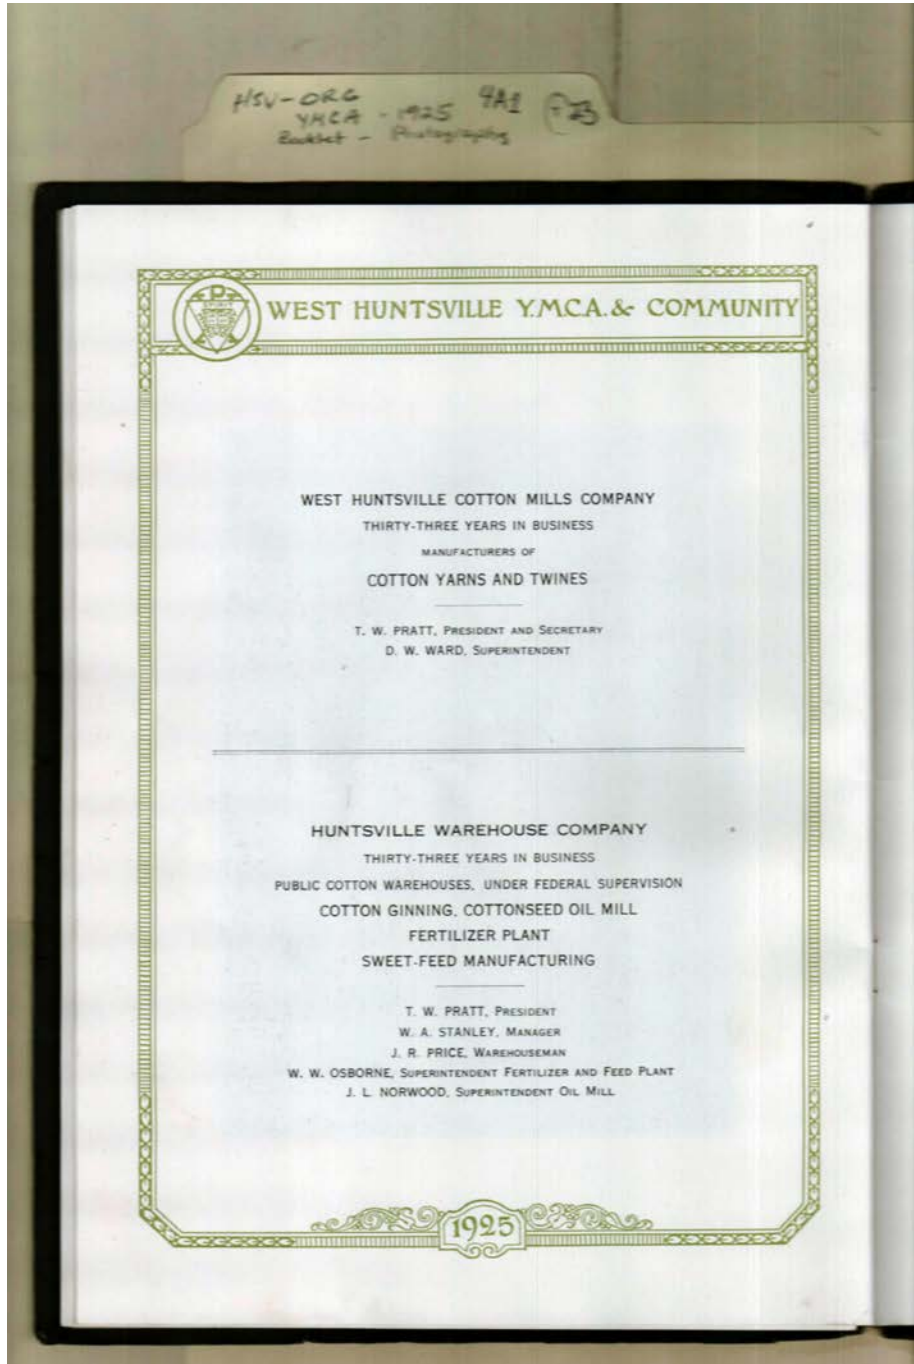 HSV-ORG
YMCA - 1925 4A1 F23
Booklet - Photography
WEST HUNTSVILLE Y.M.C.A. & COMMUNITY
WEST HUNTSVILLE COTTON MILLS COMPANY
THIRTY-THREE YEARS IN BUSINESS
MANUFACTURERS OF
COTTON YARNS AND TWINES
T. W. PRATT, PRESIDENT AND SECRETARY
D. W. WARD, SUPERINTENDENT
HUNTSVILLE WAREHOUSE COMPANY
THIRTY-THREE YEARS IN BUSINESS
PUBLIC COTTON WAREHOUSES, UNDER FEDERAL SUPERVISION
COTTON GINNING, COTTONSEED OIL MILL
FERTILIZER PLANT
SWEET-FEED MANUFACTURING
T. W. PRATT, PRESIDENT
W. A. STANLEY, MANAGER
J. R. PRICE, WAREHOUSEMAN
W. W. OSBORNE, SUPERINTENDENT FERTILIZER AND FEED PLANT
J. L. NORWOOD, SUPERINTENDENT OIL MILL
1925